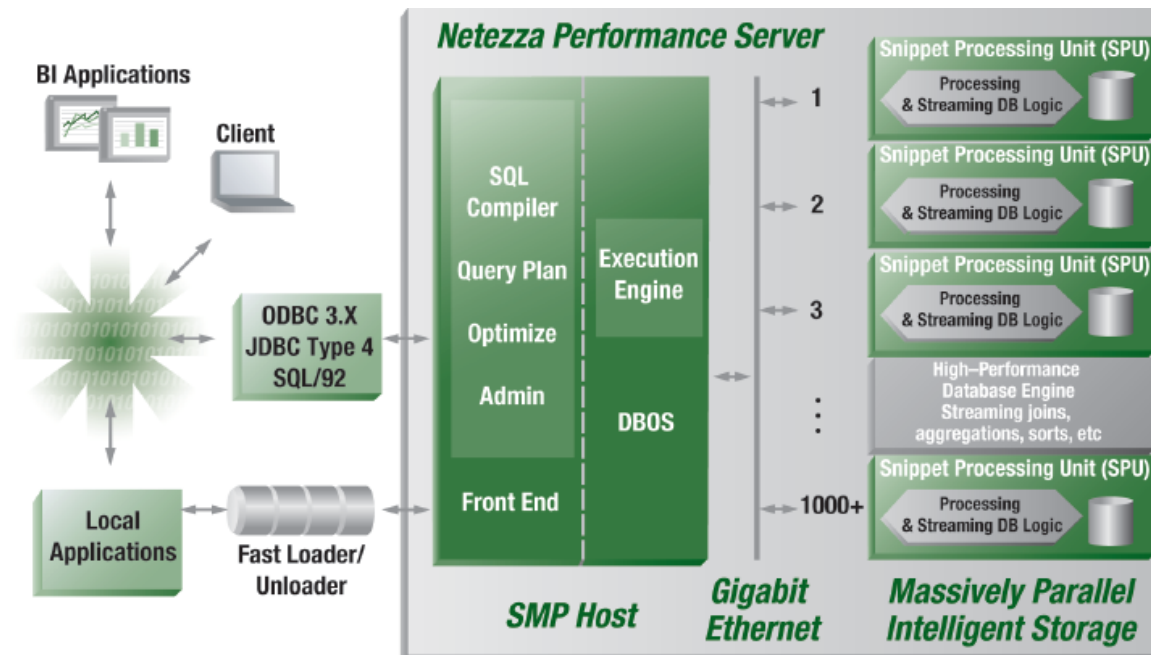 Netezza Performance Server
BI Applications
Client
ODBC 3.X
JDBC Type 4
SQL/92
Local
Applications
Fast Loader/
Unloader
SQL
Compiler
Query Plan
Optimize
Admin
Front End
Execution
Engine
DBOS
SMP Host
1
2
3
1000+
Gigabit
Ethernet
Snippet Processing Unit (SPU)
Processing
& Streaming DB Logic
Snippet Processing Unit (SPU)
Processing
& Streaming DB Logic
Snippet Processing Unit (SPU)
Processing
& Streaming DB Logic
High–Performance
Database Engine
Streaming joins,
aggregations, sorts, etc
Snippet Processing Unit (SPU)
Processing
& Streaming DB Logic
Massively Parallel
Intelligent Storage